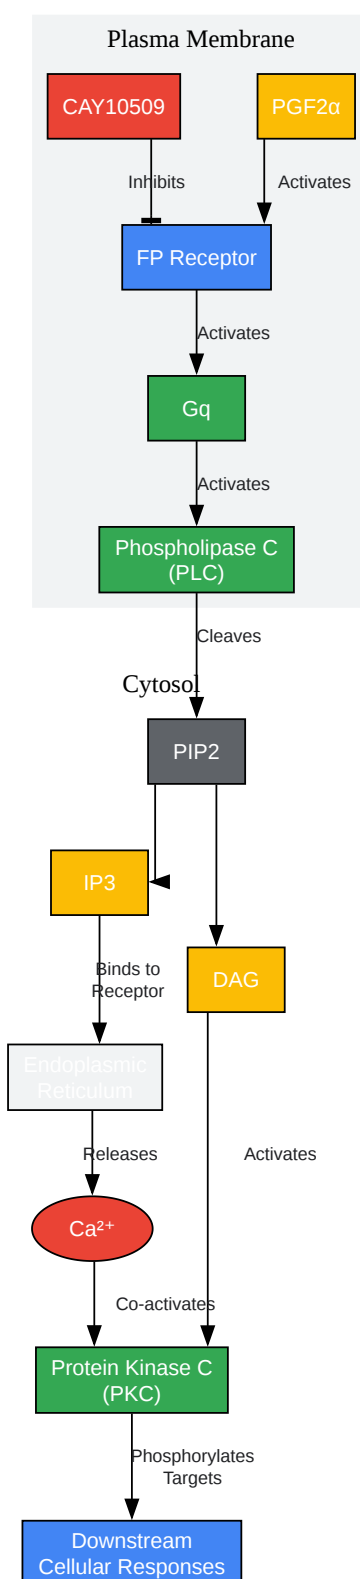 Plasma Membrane
CAY10509
PGF2α
Inhibits
Activates
FP Receptor
Activates
Gq
Activates
Phospholipase C
(PLC)
Cleaves
Cytosol
PIP2
IP3
Binds to
Receptor
DAG
Endoplasmic
Reticulum
Releases
Activates
Ca²⁺
Co-activates
Protein Kinase C
(PKC)
Phosphorylates
Targets
Downstream
Cellular Responses